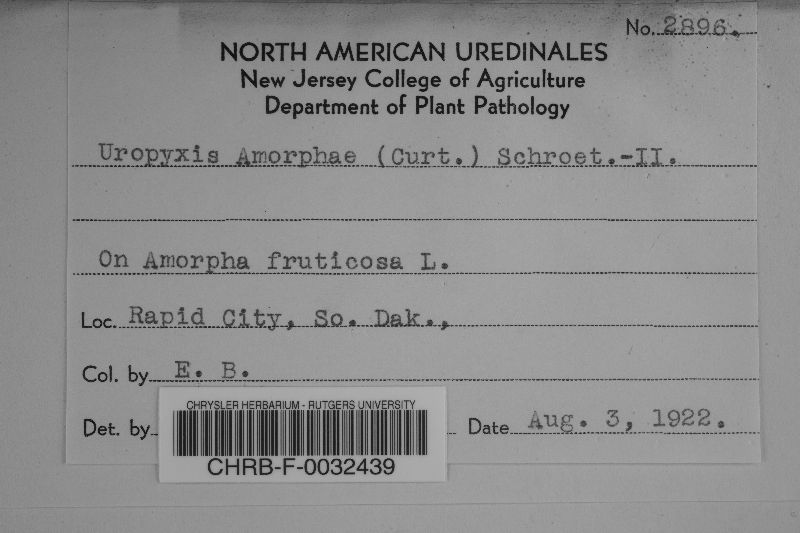 No. 2896.
NORTH AMERICAN UREDINALES
New Jersey College of Agriculture
Department of Plant Pathology
Uropyxis Amorphae (Curt.) Schroet.-II.
On Amorpha fruticosa L.
Loc. Rapid City, So. Dak.,
Col. by E. B.
Det. by
Date Aug. 3, 1922.
CHRYSLER HERBARIUM - RUTGERS UNIVERSITY
CHRB-F-0032439